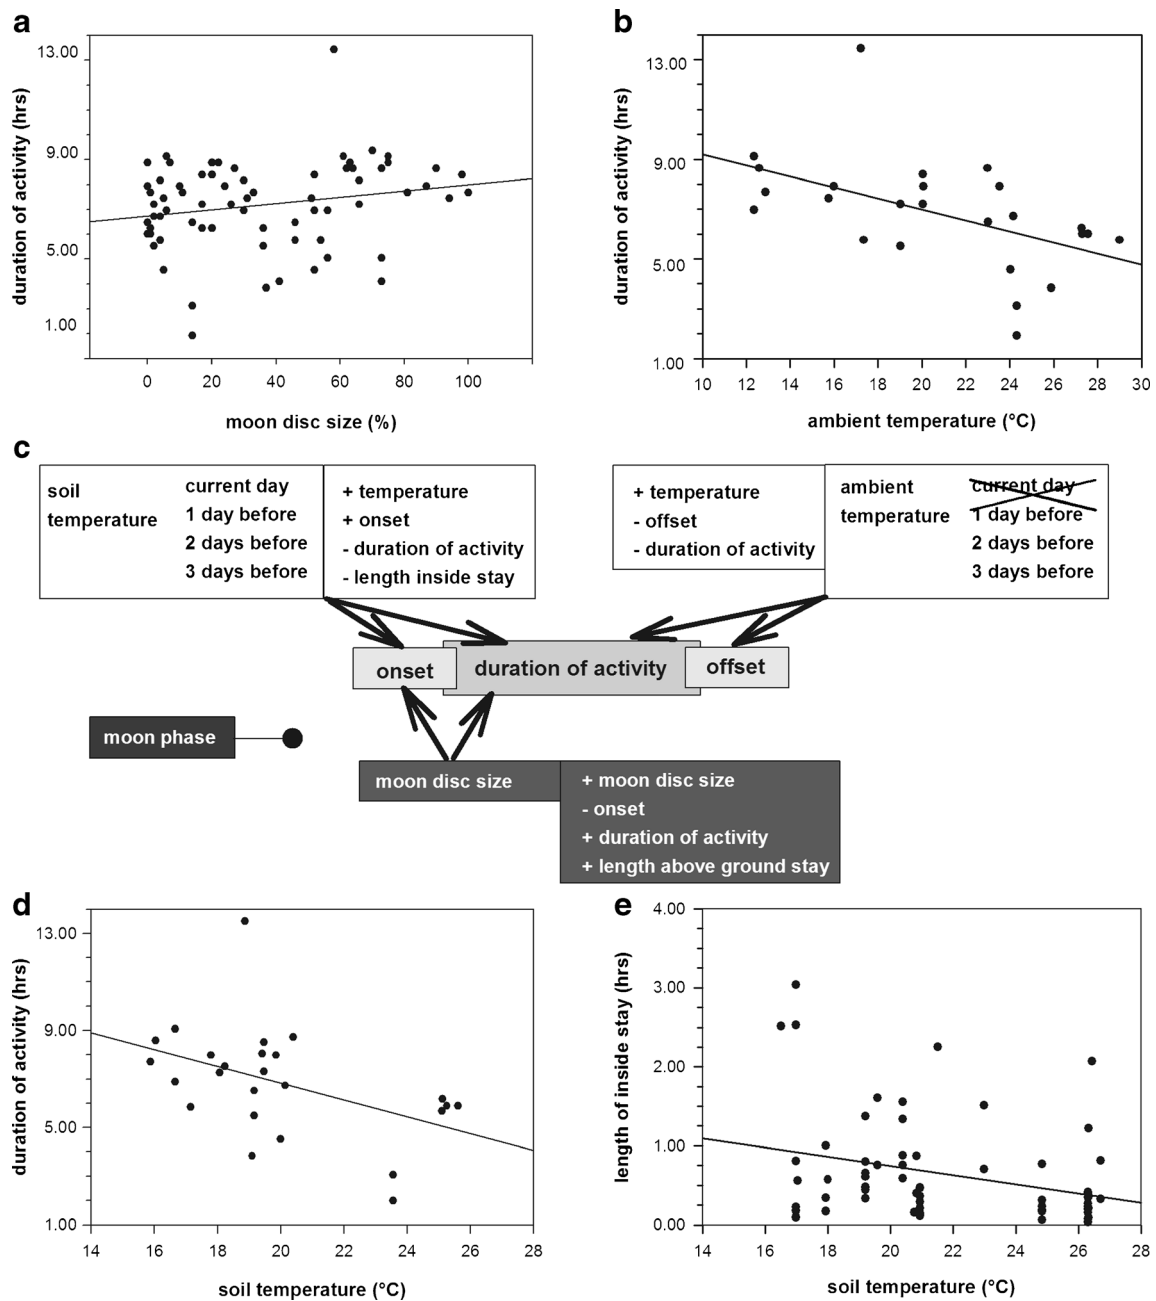 a
13.00
9.00
5.00
1.00
duration of activity (hrs)
0 20 40 60 80 100
moon disc size (%)
b
13.00
9.00
5.00
1.00
duration of activity (hrs)
10 12 14 16 18 20 22 24 26 28 30
ambient temperature (°C)
c
soil
temperature
current day
1 day before
2 days before
3 days before
+ temperature
+ onset
- duration of activity
- length inside stay
+ temperature
- offset
- duration of activity
ambient
temperature
current day
1 day before
2 days before
3 days before
onset
duration of activity
offset
moon phase
moon disc size
+ moon disc size
- onset
+ duration of activity
+ length above ground stay
d
13.00
9.00
5.00
1.00
duration of activity (hrs)
14 16 18 20 22 24 26 28
soil temperature (°C)
e
4.00
3.00
2.00
1.00
0.00
length of inside stay (hrs)
14 16 18 20 22 24 26 28
soil temperature (°C)